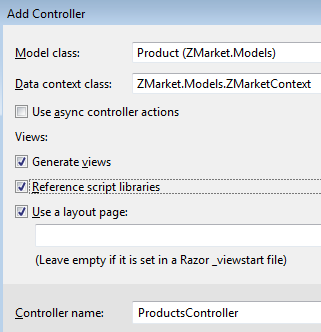 Add Controller
Model class: Product (ZMarket.Models)
Data context class: ZMarket.Models.ZMarketContext
Use async controller actions
Views:
Generate views
Reference script libraries
Use a layout page:
(Leave empty if it is set in a Razor _viewstart file)
Controller name: ProductsController